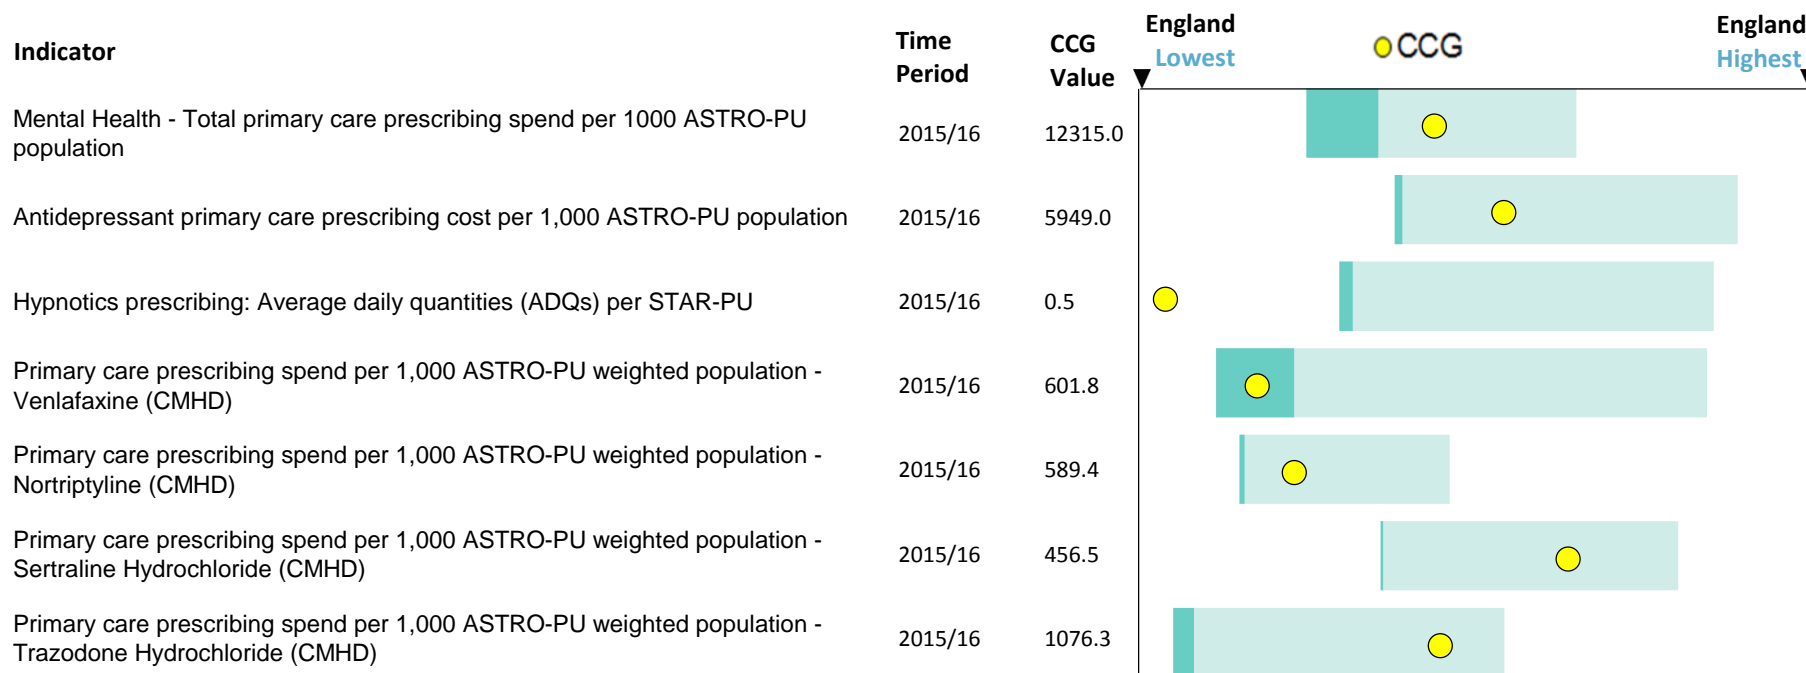 Indicator
Time
Period
CCG
Value
England
Lowest
CCG
England
Highest
Mental Health - Total primary care prescribing spend per 1000 ASTRO-PU
population
2015/16
12315.0
Antidepressant primary care prescribing cost per 1,000 ASTRO-PU population
2015/16
5949.0
Hypnotics prescribing: Average daily quantities (ADQs) per STAR-PU
2015/16
0.5
Primary care prescribing spend per 1,000 ASTRO-PU weighted population -
Venlafaxine (CMHD)
2015/16
601.8
Primary care prescribing spend per 1,000 ASTRO-PU weighted population -
Nortriptyline (CMHD)
2015/16
589.4
Primary care prescribing spend per 1,000 ASTRO-PU weighted population -
Sertraline Hydrochloride (CMHD)
2015/16
456.5
Primary care prescribing spend per 1,000 ASTRO-PU weighted population -
Trazodone Hydrochloride (CMHD)
2015/16
1076.3